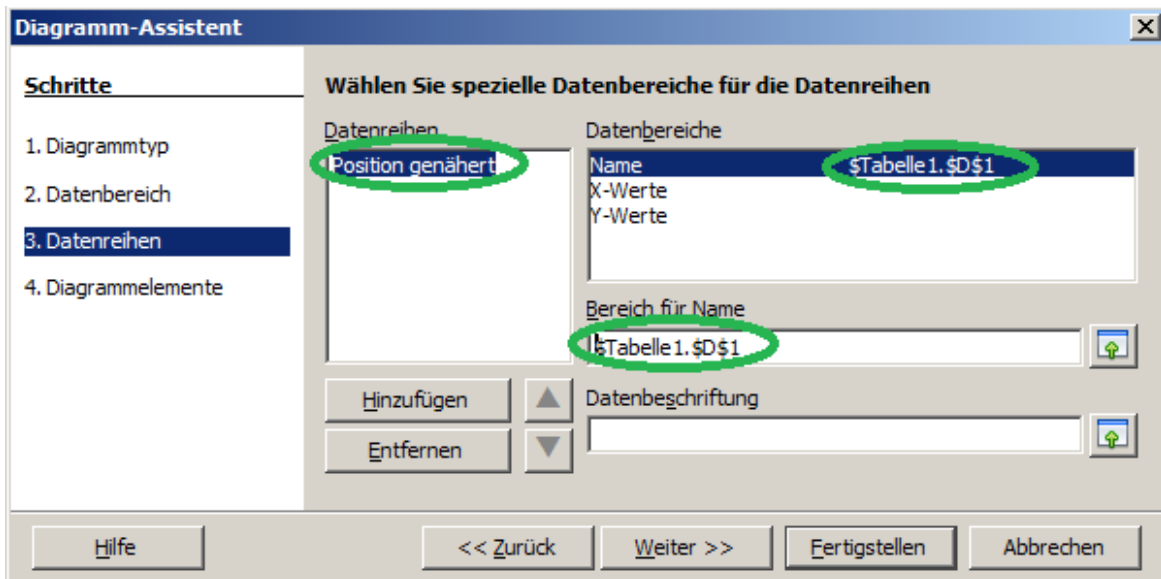 Diagramm-Assistent
Schritte
1. Diagrammtyp
2. Datenbereich
3. Datenreihen
4. Diagrammelemente
Wählen Sie spezielle Datenbereiche für die Datenreihen
Datenreihen
Position genähert
Hinzufügen
Entfernen
Datenbereiche
Name $Tabelle1.$D$1
X-Werte
Y-Werte
Bereich für Name
$Tabelle1.$D$1
Datenbeschriftung
Hilfe << Zurück Weiter >> Fertigstellen Abbrechen